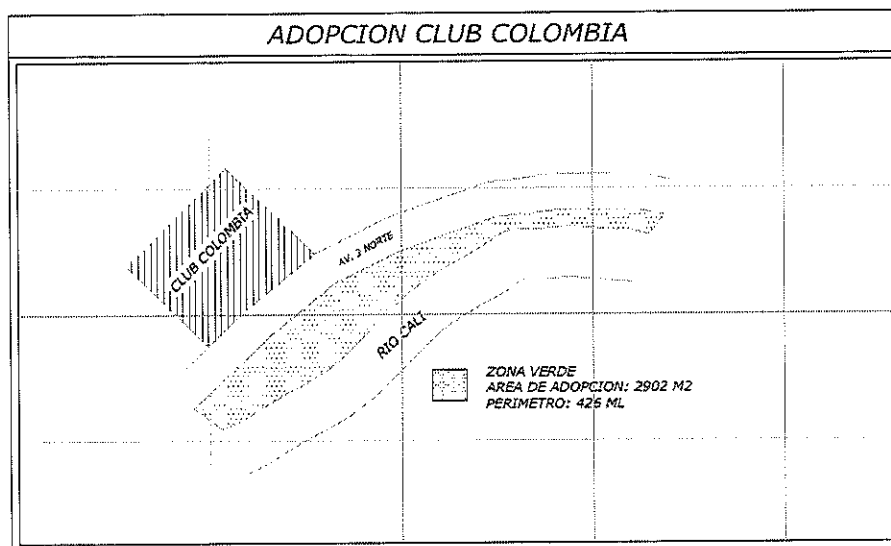 ADOPCION CLUB COLOMBIA
CLUB COLOMBIA
AV. 2 NORTE
RIO CALI
ZONA VERDE
AREA DE ADOPCION: 2902 M2
PERIMETRO: 426 ML